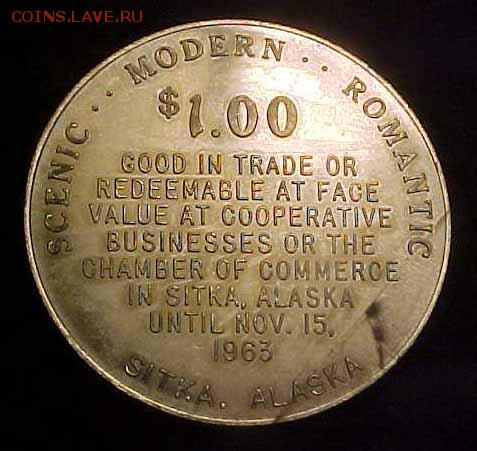 COINS.LAVE.RU
SCENIC .. MODERN .. ROMANTIC
$1.00
GOOD IN TRADE OR
REDEEMABLE AT FACE
VALUE AT COOPERATIVE
BUSINESSES OR THE
CHAMBER OF COMMERCE
IN SITKA, ALASKA
UNTIL NOV. 15,
1963
SITKA, ALASKA